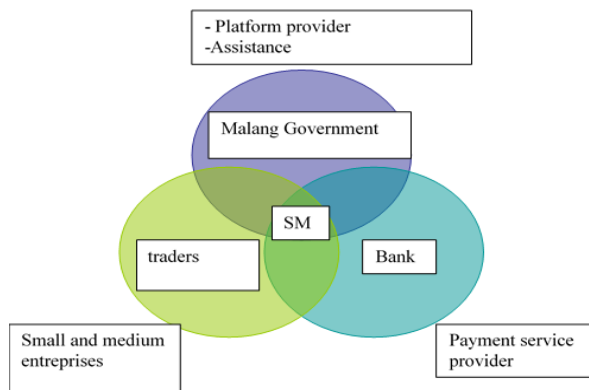 - Platform provider
-Assistance
Malang Government
SM
traders
Bank
Small and medium
entreprises
Payment service
provider